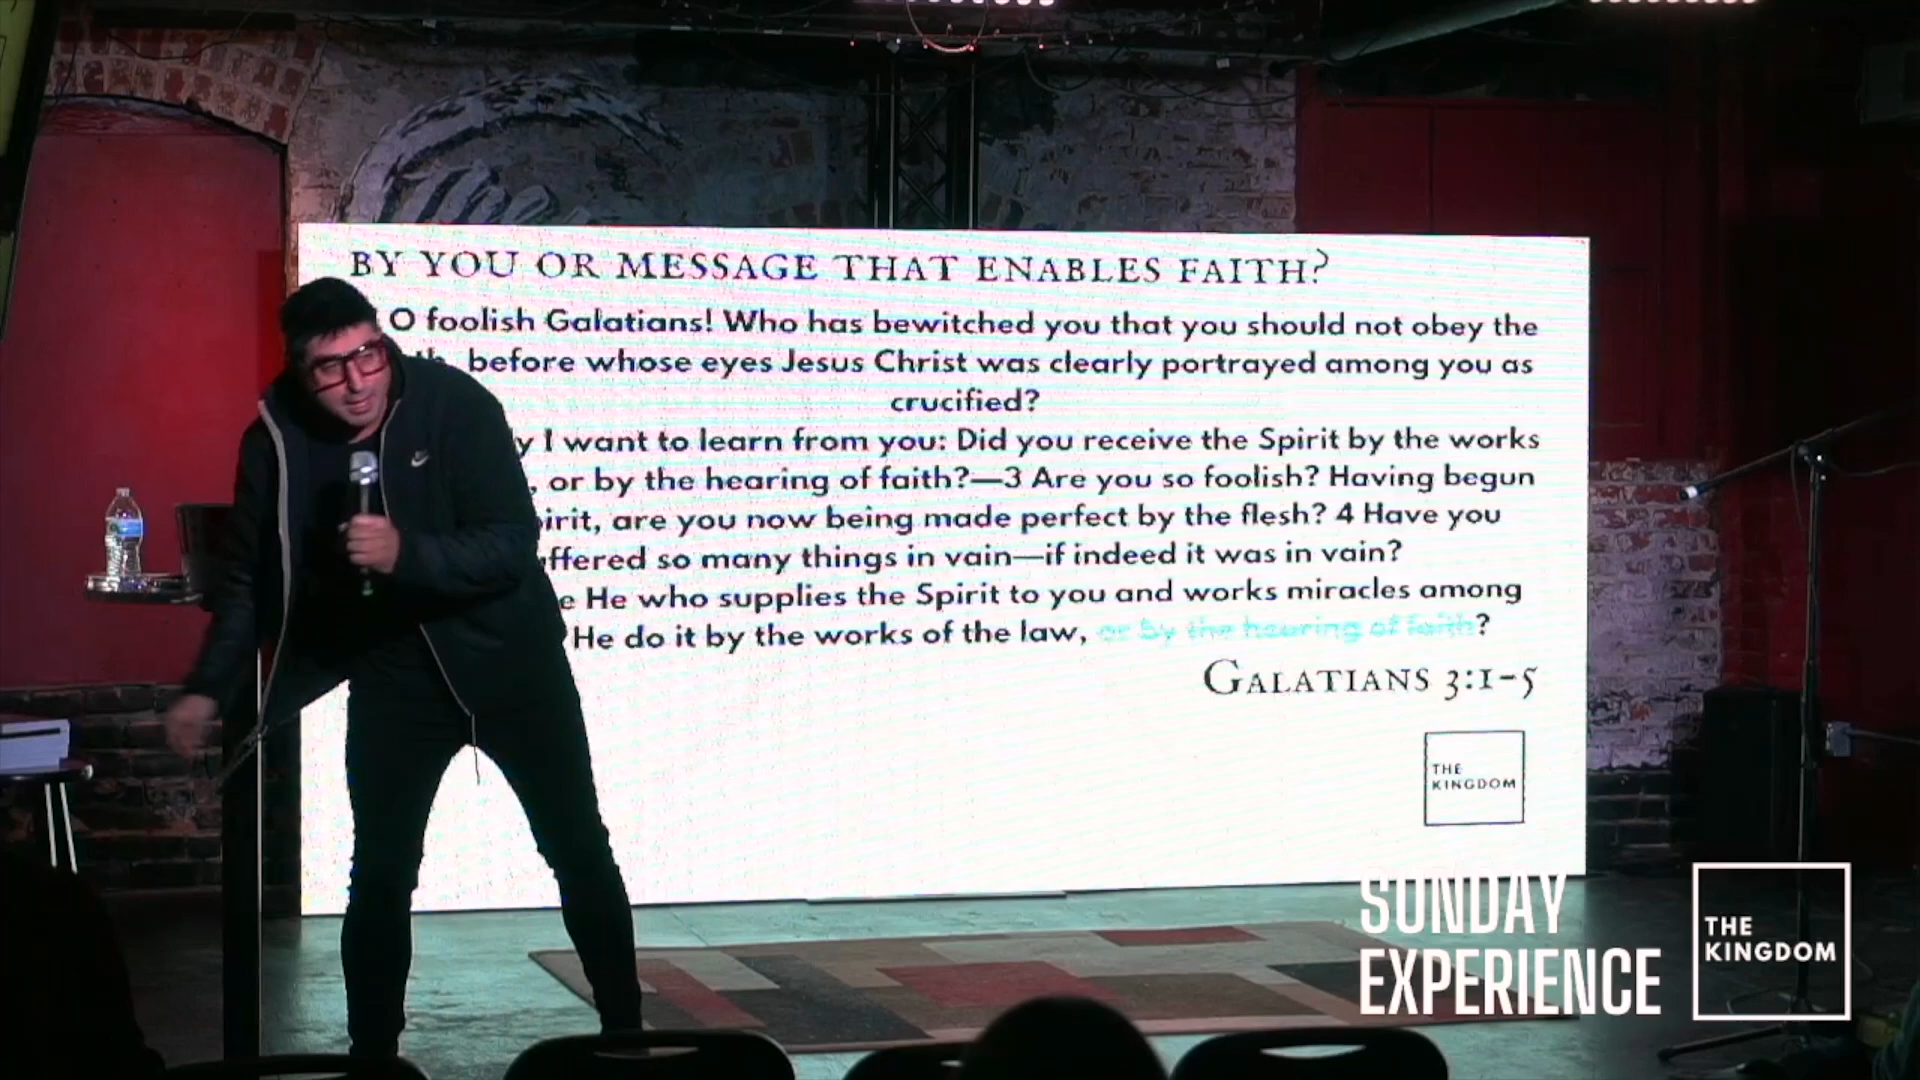 BY YOU OR MESSAGE THAT ENABLES FAITH?
O foolish Galatians! Who has bewitched you that you should not obey the
before whose eyes Jesus Christ was clearly portrayed among you as
crucified?
I want to learn from you: Did you receive the Spirit by the works
, or by the hearing of faith?—3 Are you so foolish? Having begun
are you now being made perfect by the flesh? 4 Have you
so many things in vain—if indeed it was in vain?
He who supplies the Spirit to you and works miracles among
He do it by the works of the law, or by the hearing of faith?
GALATIANS 3:1-5
THE
KINGDOM
SUNDAY
EXPERIENCE
THE
KINGDOM